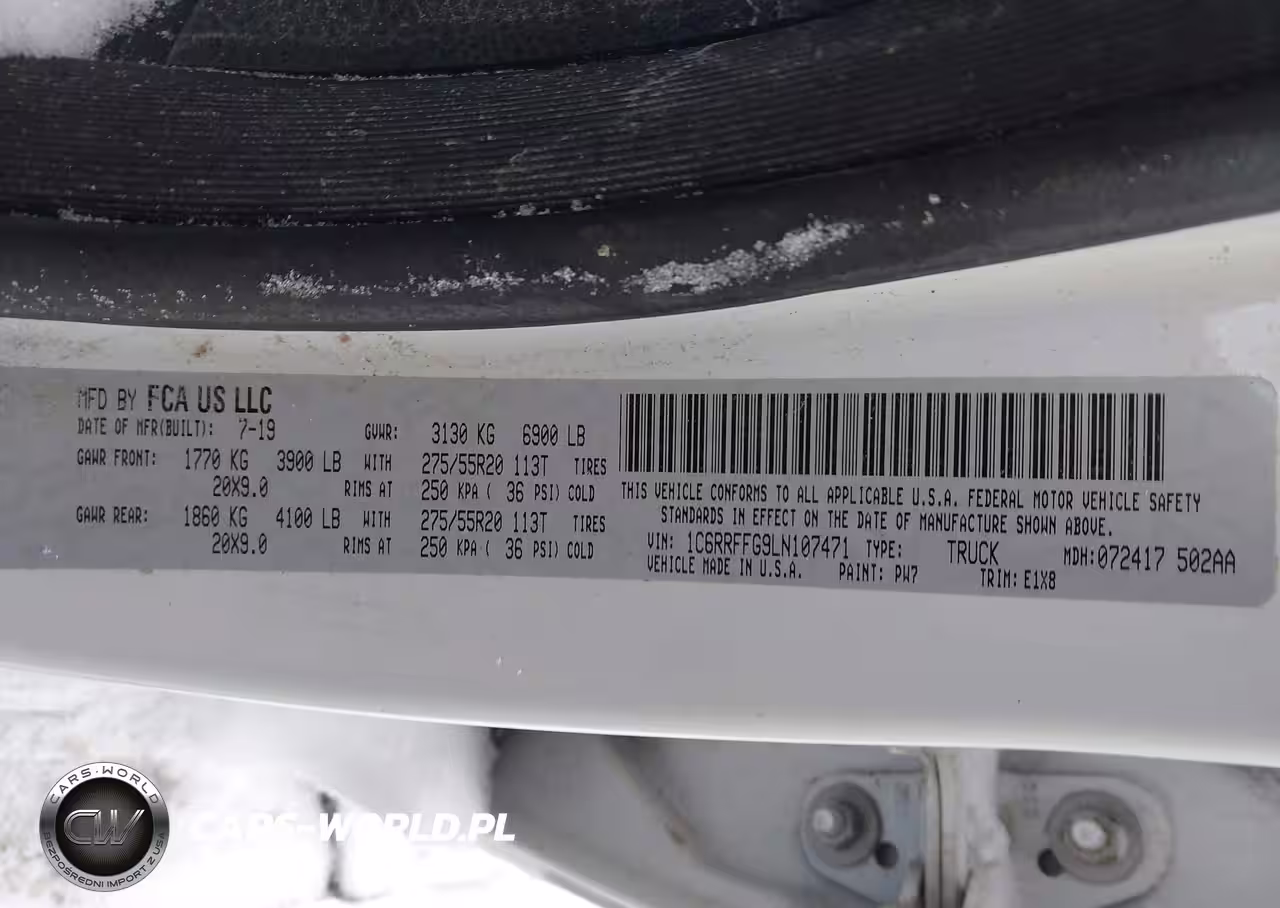 MFD BY FCA US LLC
DATE OF MFR(BUILT): 7-19 GVWR: 3130 KG 6900 LB
GAWR FRONT: 1770 KG 3900 LB WITH 275/55R20 113T TIRES
20X9.0 RIMS AT 250 KPA ( 36 PSI) COLD
GAWR REAR: 1860 KG 4100 LB WITH 275/55R20 113T TIRES
20X9.0 RIMS AT 250 KPA ( 36 PSI) COLD
THIS VEHICLE CONFORMS TO ALL APPLICABLE U.S.A. FEDERAL MOTOR VEHICLE SAFETY
STANDARDS IN EFFECT ON THE DATE OF MANUFACTURE SHOWN ABOVE.
VIN: 1C6RRFFG9LN107471 TYPE: TRUCK MDH:072417 502AA
VEHICLE MADE IN U.S.A. PAINT: PW7 TRIM: E1X8
CARS-WORLD
CW
BEZPOŚREDNI IMPORT Z USA
CARS-WORLD.PL